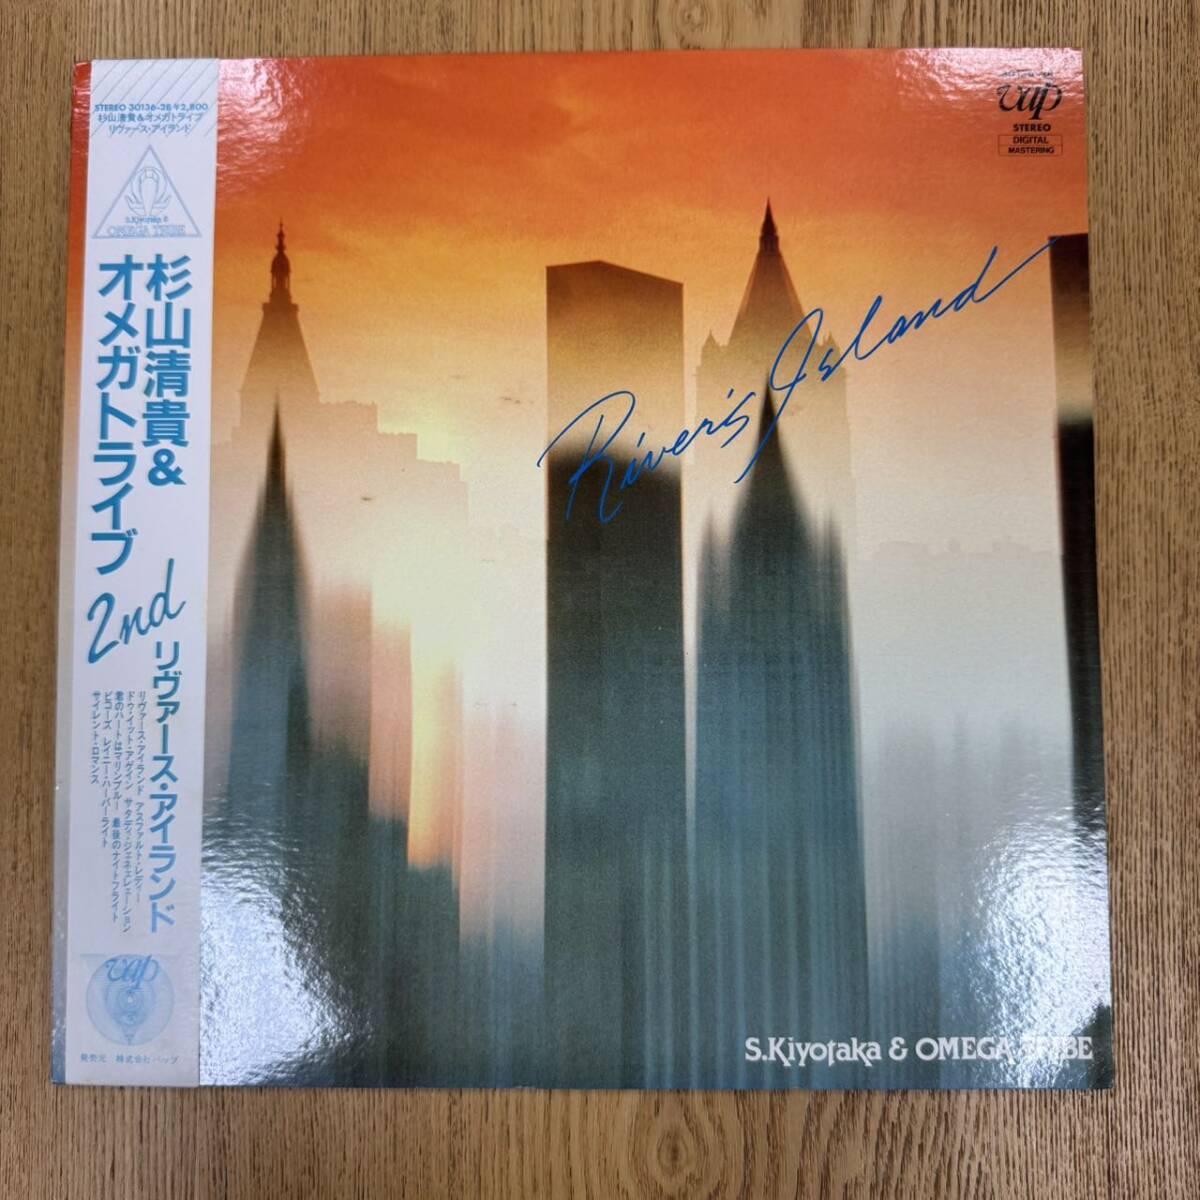 STEREO 30136-28 ¥2,800
杉山清貴&オメガトライブ
リヴァース・アイランド
S.Kiyotaka &
OMEGA TRIBE
杉山清貴&
オメガトライブ
2nd
リヴァース・アイランド
リヴァース・アイランド アスファルト・レディー
ドゥ・イット・アゲイン サタデイ・ジェネレーション
君のハートはマリンブルー 最後のナイトフライト
ビコーズ レイニー・ハーバーライト
サイレント・ロマンス
vap
発売元 株式会社バップ
vap
STEREO
DIGITAL
MASTERING
River's Island
S.Kiyotaka & OMEGA TRIBE